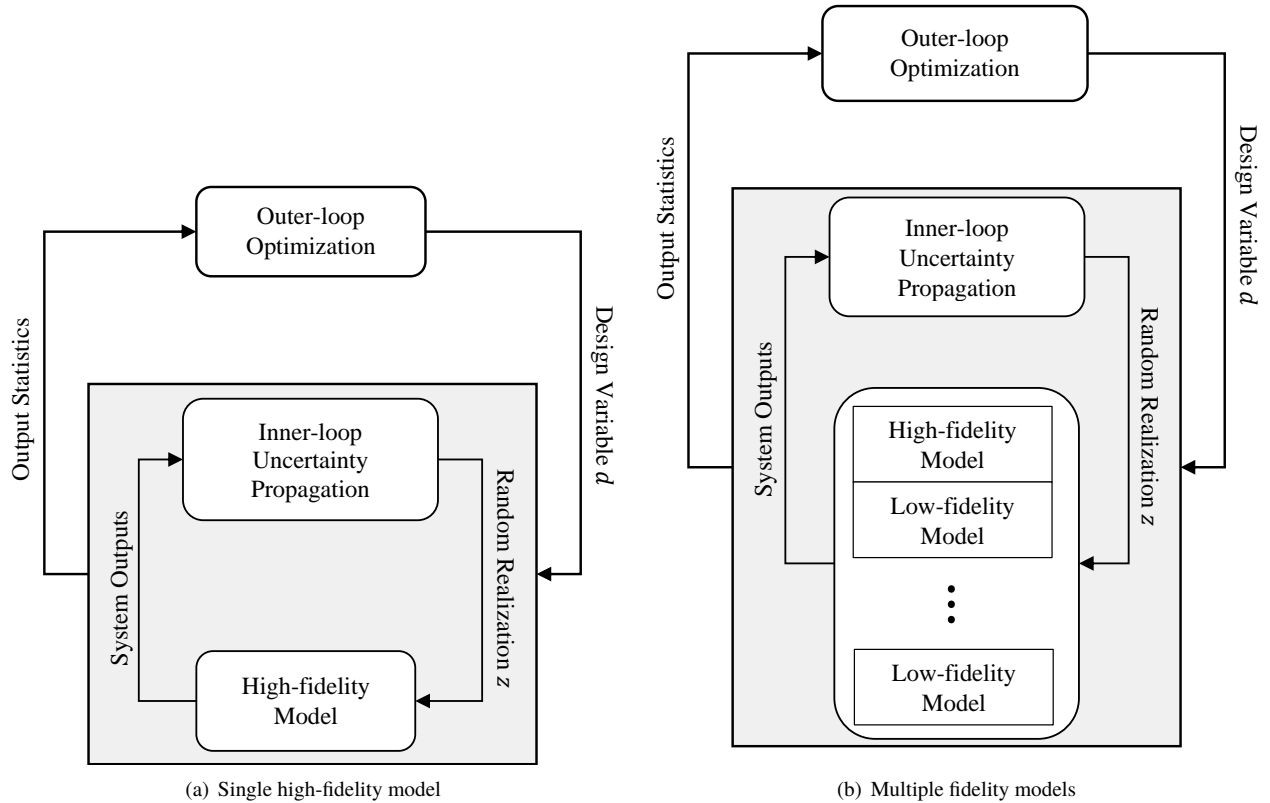 Outer-loop
Optimization
Output Statistics
Design Variable d
Inner-loop
Uncertainty
Propagation
System Outputs
Random Realization z
High-fidelity
Model
(a) Single high-fidelity model
Outer-loop
Optimization
Output Statistics
Design Variable d
Inner-loop
Uncertainty
Propagation
System Outputs
Random Realization z
High-fidelity
Model
Low-fidelity
Model
Low-fidelity
Model
(b) Multiple fidelity models